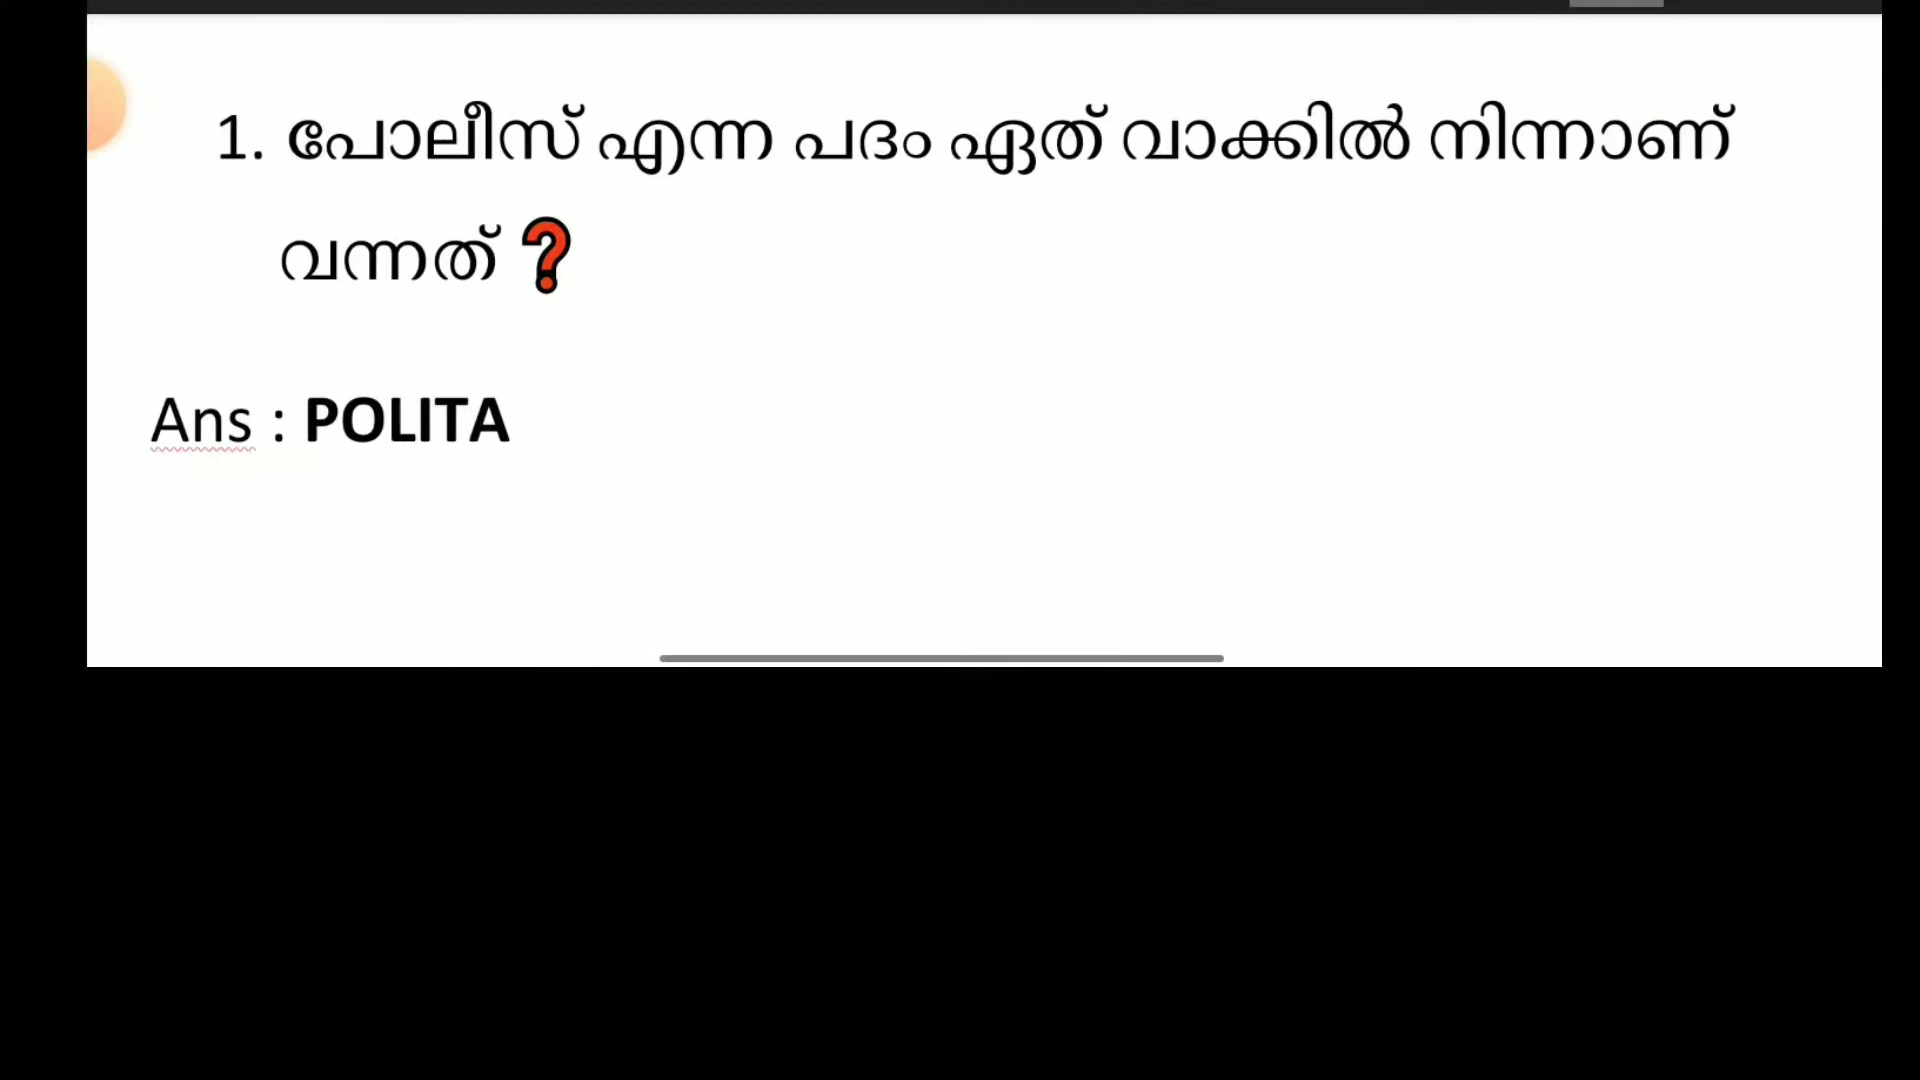 1. പോലീസ് എന്ന പദം ഏത് വാക്കിൽ നിന്നാണ്
വന്നത് ❓
Ans : POLITA